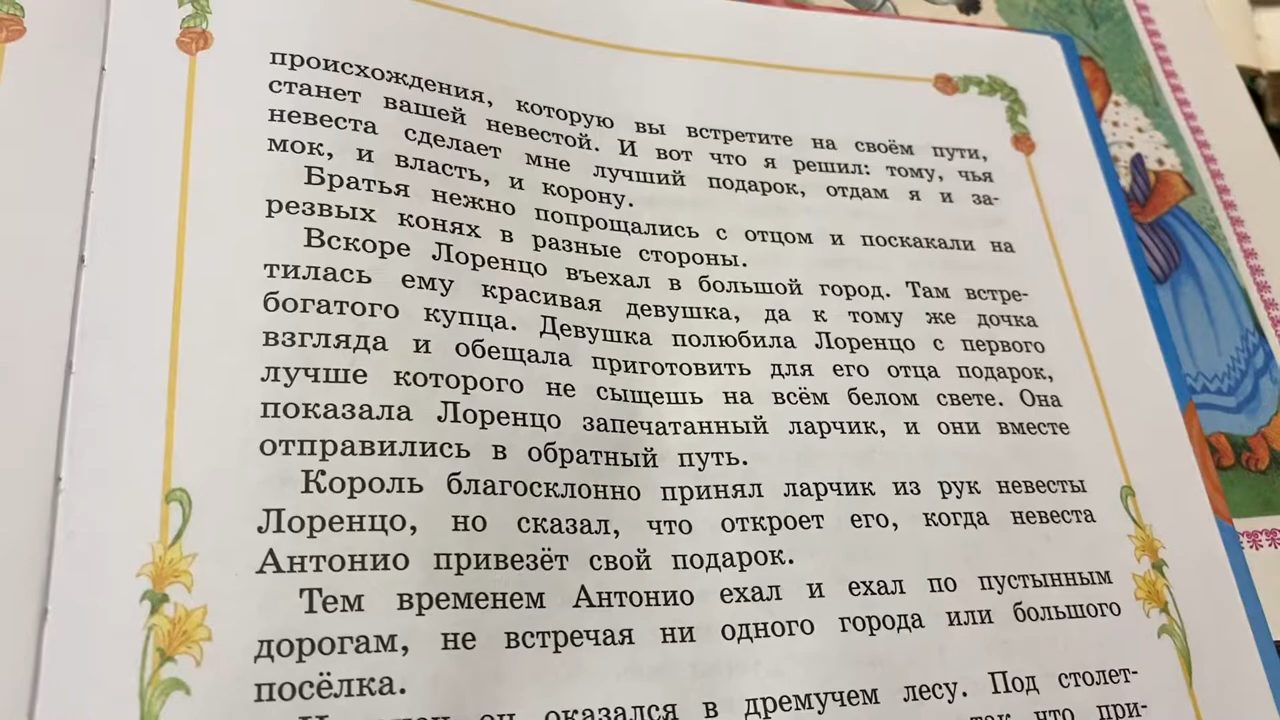 происхождения, которую вы встретите на своём пути,
станет вашей невестой. И вот что я решил: тому, чья
невеста сделает мне лучший подарок, отдам я и за-
мок, и власть, и корону.
Братья нежно попрощались с отцом и поскакали на
резвых конях в разные стороны.
Вскоре Лоренцо въехал в большой город. Там встре-
тилась ему красивая девушка, да к тому же дочка
богатого купца. Девушка полюбила Лоренцо с первого
взгляда и обещала приготовить для его отца подарок,
лучше которого не сыщешь на всём белом свете. Она
показала Лоренцо запечатанный ларчик, и они вместе
отправились в обратный путь.
Король благосклонно принял ларчик из рук невесты
Лоренцо, но сказал, что откроет его, когда невеста
Антонио привезёт свой подарок.
Тем временем Антонио ехал и ехал по пустынным
дорогам, не встречая ни одного города или большого
посёлка.
он оказался в дремучем лесу. Под столет-
так что при-